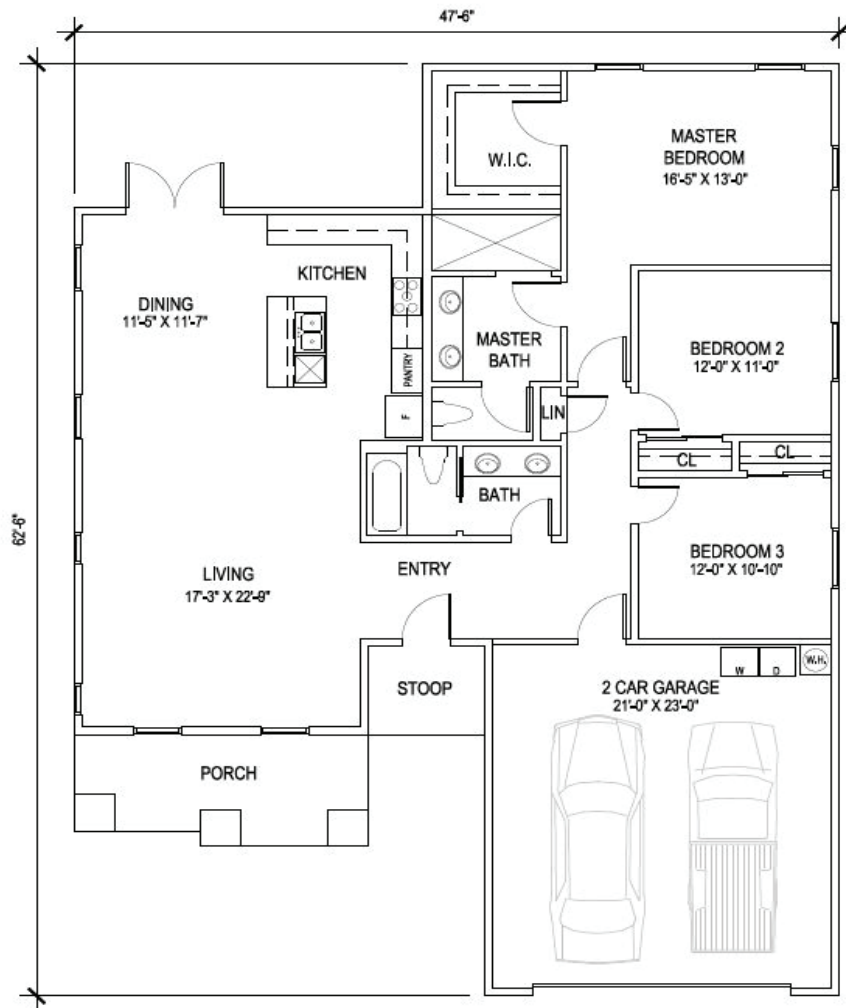 47'-6"
62'-6"
W.I.C.
MASTER
BEDROOM
16'-5" X 13'-0"
KITCHEN
DINING
11'-5" X 11'-7"
MASTER
BATH
PANTRY
BEDROOM 2
12'-0" X 11'-0"
LIN
CL
CL
BATH
BEDROOM 3
12'-0" X 10'-10"
LIVING
17'-3" X 22'-9"
ENTRY
STOOP
W
D
W.H.
2 CAR GARAGE
21'-0" X 23'-0"
PORCH